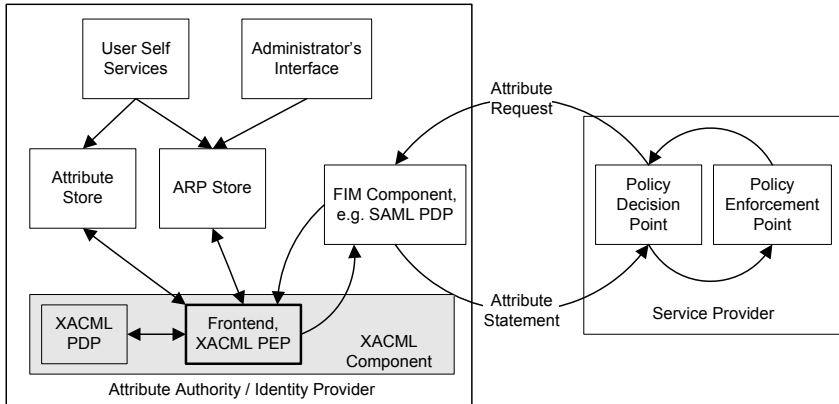 User Self
Services
Administrator's
Interface
Attribute
Request
Attribute
Store
ARP Store
FIM Component,
e.g. SAML PDP
Policy
Decision
Point
Policy
Enforcement
Point
XACML
PDP
Frontend,
XACML PEP
XACML
Component
Attribute
Statement
Service Provider
Attribute Authority / Identity Provider